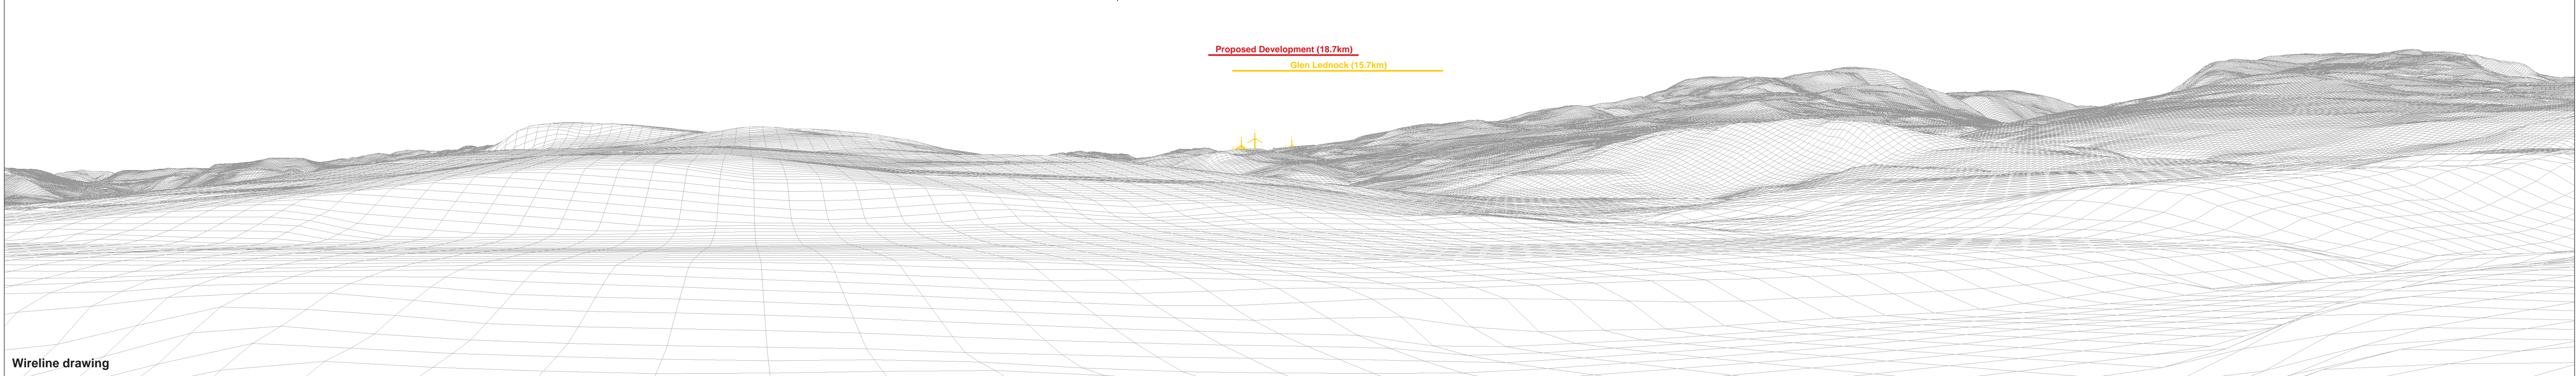 Proposed Development (18.7km)
Glen Lednock (15.7km)
Wireline drawing